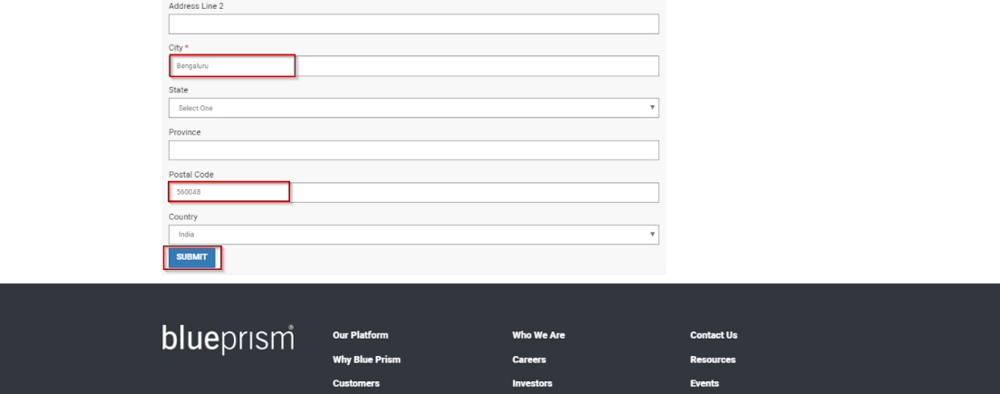 Address Line 2
City *
Bengaluru
State
Select One
Province
Postal Code
560048
Country
India
SUBMIT
blueprism®
Our Platform
Who We Are
Contact Us
Why Blue Prism
Careers
Resources
Customers
Investors
Events